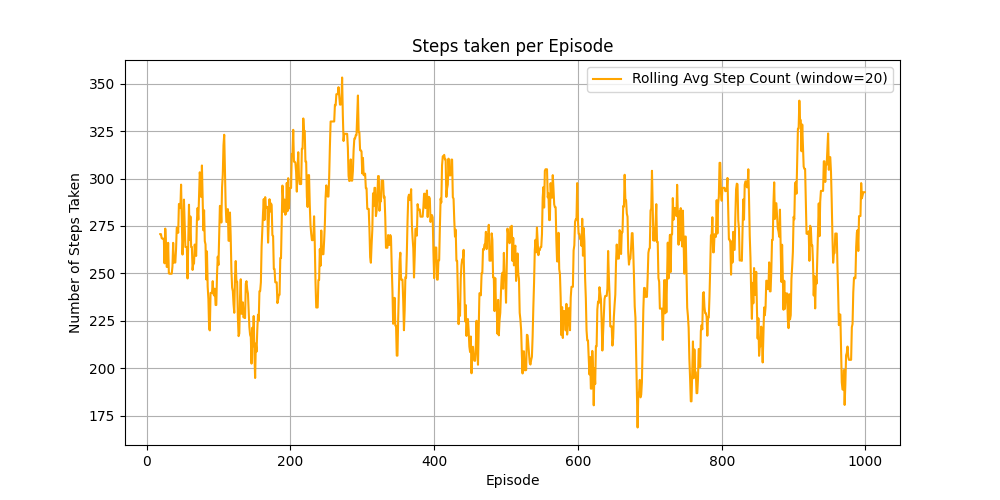 Steps taken per Episode
Rolling Avg Step Count (window=20)
Number of Steps Taken
350
325
300
275
250
225
200
175
0 200 400 600 800 1000
Episode